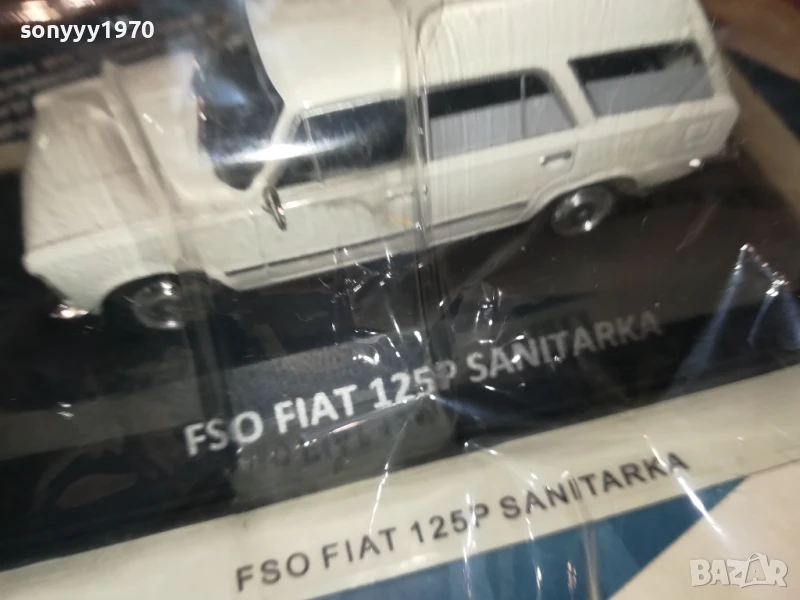 sonyyy1970
FSO FIAT 125P SANITARKA
FSO FIAT 125P SANITARKA
BAZAR